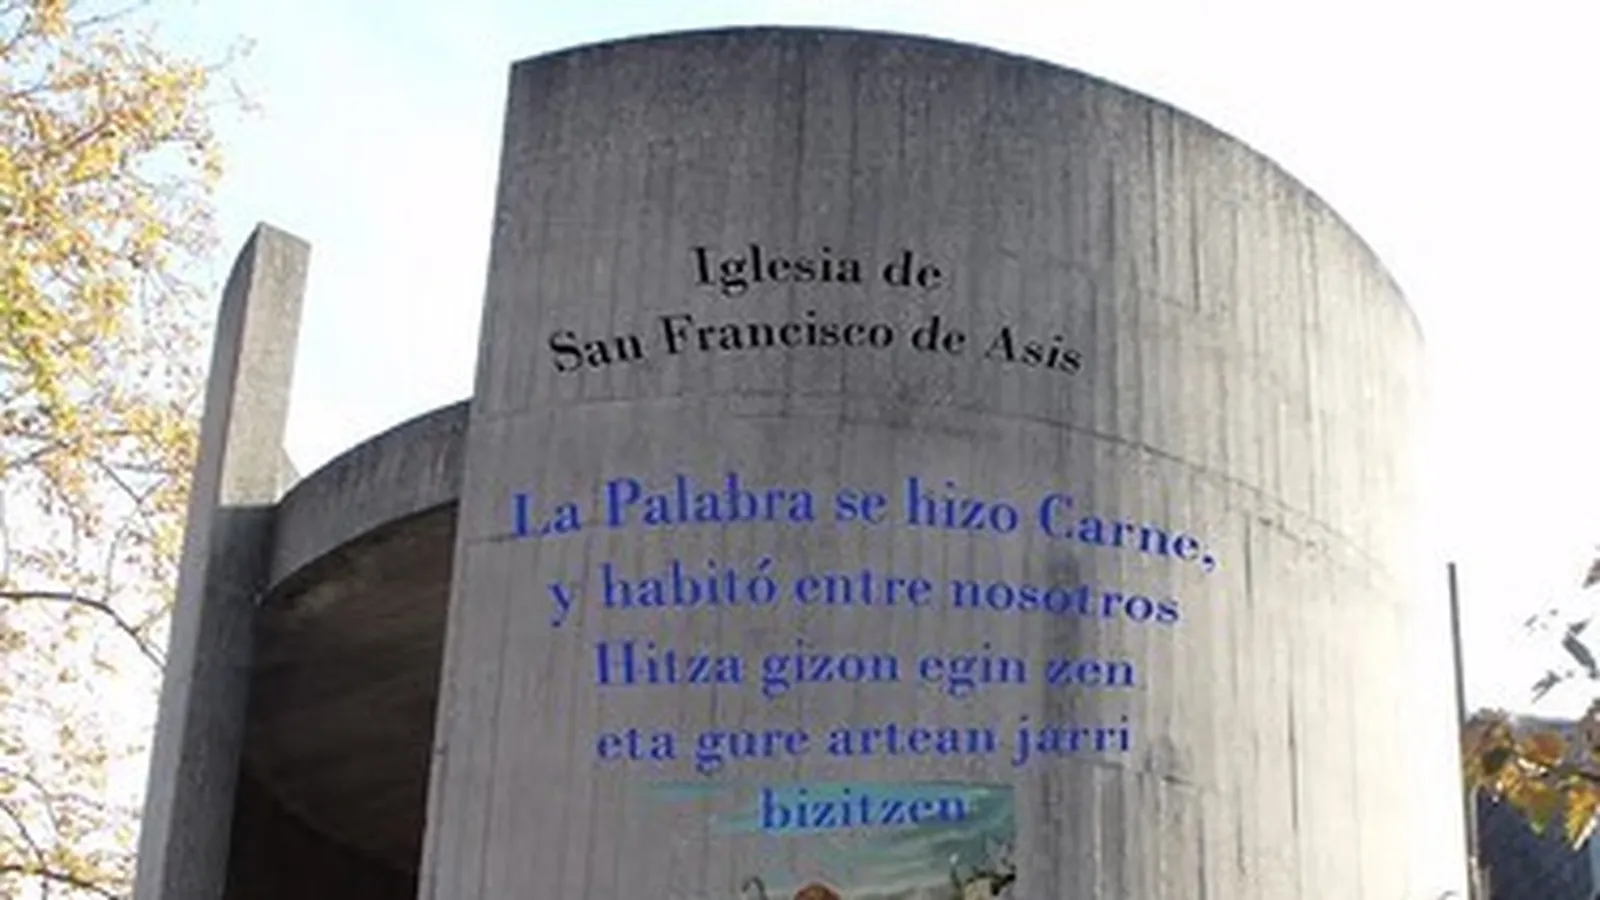 Iglesia de
San Francisco de Asis
La Palabra se hizo Carne,
y habitó entre nosotros
Hitza gizon egin zen
eta gure artean jarri
bizitzen